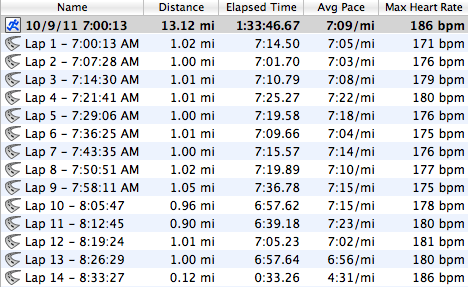 Name Distance Elapsed Time Avg Pace Max Heart Rate
10/9/11 7:00:13 13.12 mi 1:33:46.67 7:09/mi 186 bpm
Lap 1 – 7:00:13 AM 1.02 mi 7:14.50 7:05/mi 171 bpm
Lap 2 – 7:07:28 AM 1.00 mi 7:01.70 7:03/mi 176 bpm
Lap 3 – 7:14:30 AM 1.01 mi 7:10.79 7:08/mi 179 bpm
Lap 4 – 7:21:41 AM 1.01 mi 7:25.27 7:22/mi 180 bpm
Lap 5 – 7:29:06 AM 1.00 mi 7:19.58 7:18/mi 176 bpm
Lap 6 – 7:36:25 AM 1.01 mi 7:09.66 7:04/mi 175 bpm
Lap 7 – 7:43:35 AM 1.00 mi 7:15.57 7:14/mi 176 bpm
Lap 8 – 7:50:51 AM 1.02 mi 7:19.89 7:10/mi 177 bpm
Lap 9 – 7:58:11 AM 1.05 mi 7:36.78 7:15/mi 176 bpm
Lap 10 – 8:05:47 0.96 mi 6:57.62 7:15/mi 178 bpm
Lap 11 – 8:12:45 0.90 mi 6:39.18 7:23/mi 180 bpm
Lap 12 – 8:19:24 1.01 mi 7:05.23 7:02/mi 181 bpm
Lap 13 – 8:26:29 1.00 mi 6:57.64 6:56/mi 180 bpm
Lap 14 – 8:33:27 0.12 mi 0:33.26 4:31/mi 186 bpm